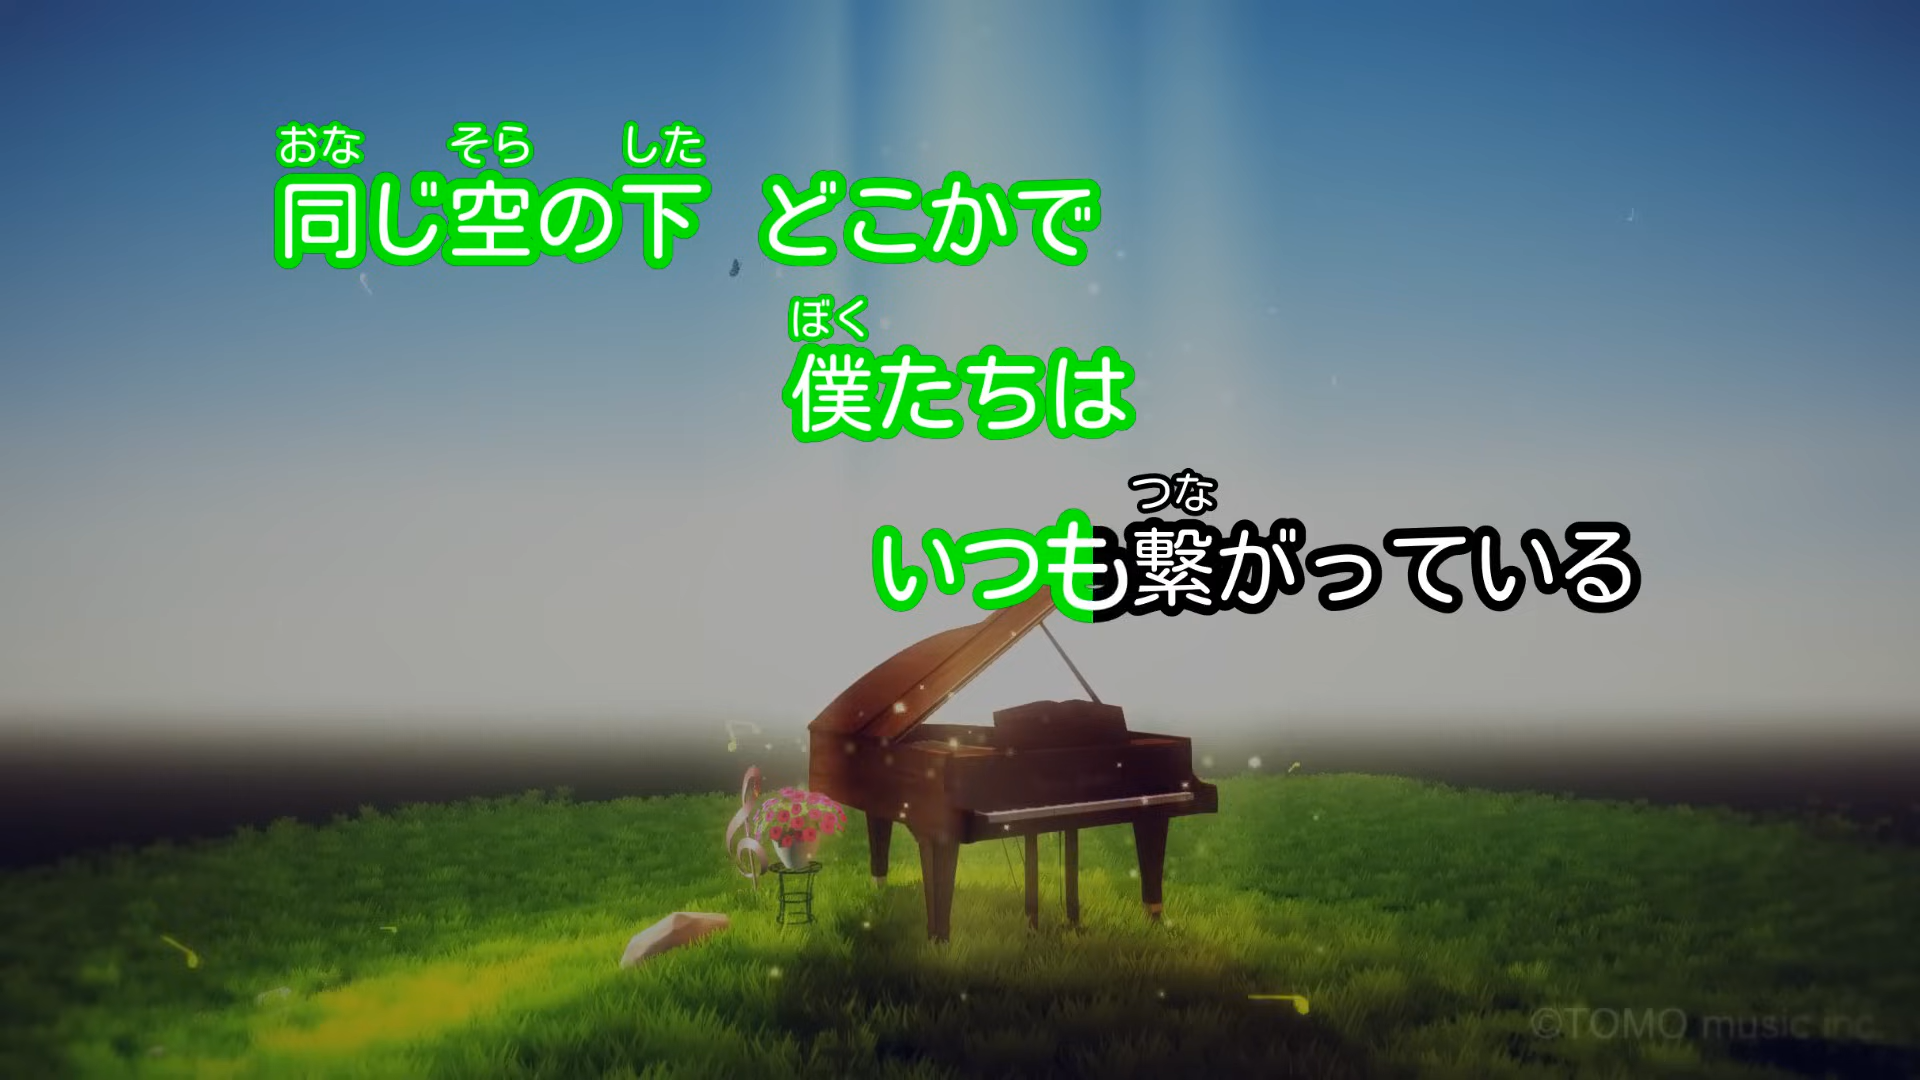 おな そら した
同じ空の下 どこかで
ぼく
僕たちは
つな
いつも繋がっている
©TOMO music inc.